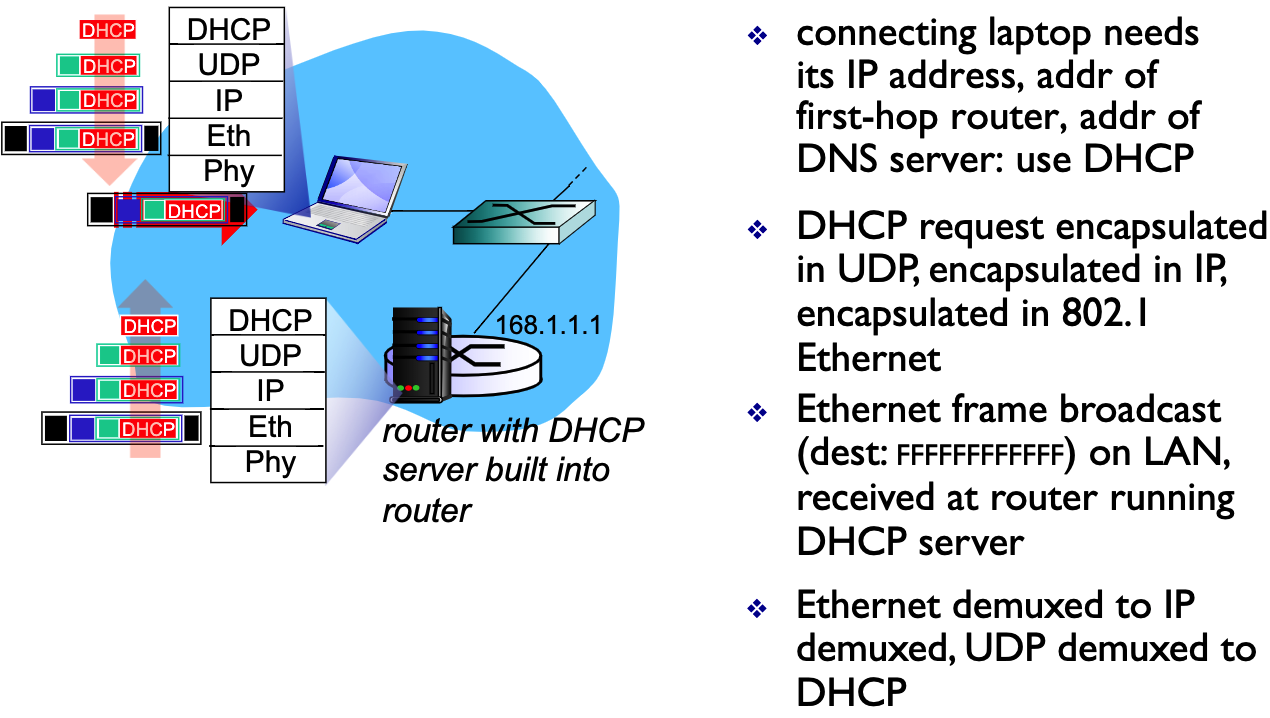 DHCP
DHCP
DHCP
DHCP
DHCP
DHCP
UDP
IP
Eth
Phy
DHCP
DHCP
DHCP
DHCP
DHCP
UDP
IP
Eth
Phy
168.1.1.1
router with DHCP
server built into
router
connecting laptop needs
its IP address, addr of
first-hop router, addr of
DNS server: use DHCP
DHCP request encapsulated
in UDP, encapsulated in IP,
encapsulated in 802.1
Ethernet
Ethernet frame broadcast
(dest: FFFFFFFFFFFF) on LAN,
received at router running
DHCP server
Ethernet demuxed to IP
demuxed, UDP demuxed to
DHCP